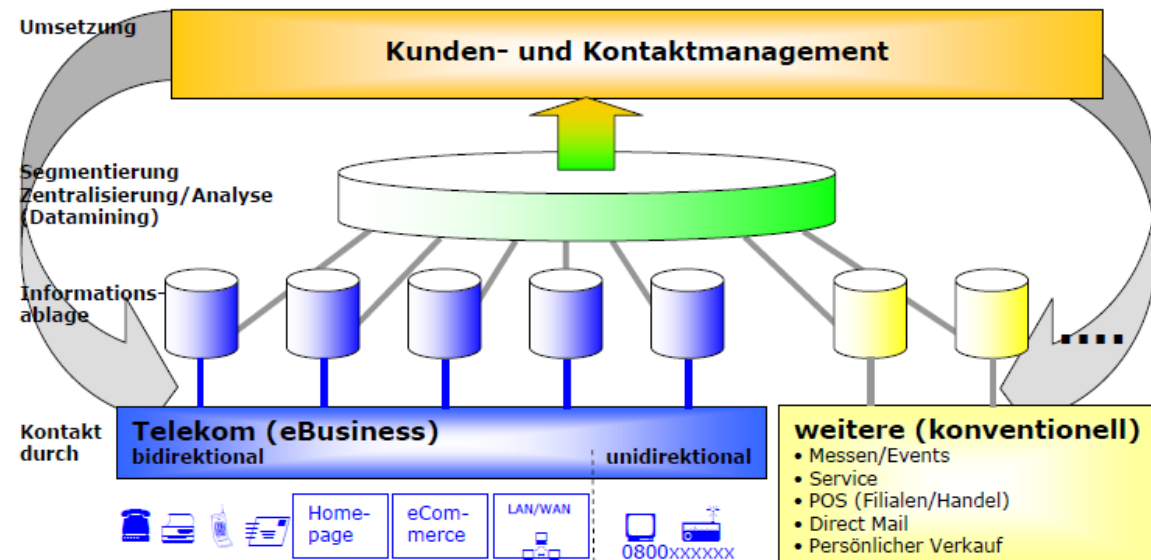 Umsetzung
Kunden- und Kontaktmanagement
Segmentierung
Zentralisierung/Analyse
(Datamining)
Informations-
ablage
....
Kontakt
durch
Telekom (eBusiness)
bidirektional
unidirektional
Home-
page
eCom-
merce
LAN/WAN
0800xxxxxx
weitere (konventionell)
• Messen/Events
• Service
• POS (Filialen/Handel)
• Direct Mail
• Persönlicher Verkauf